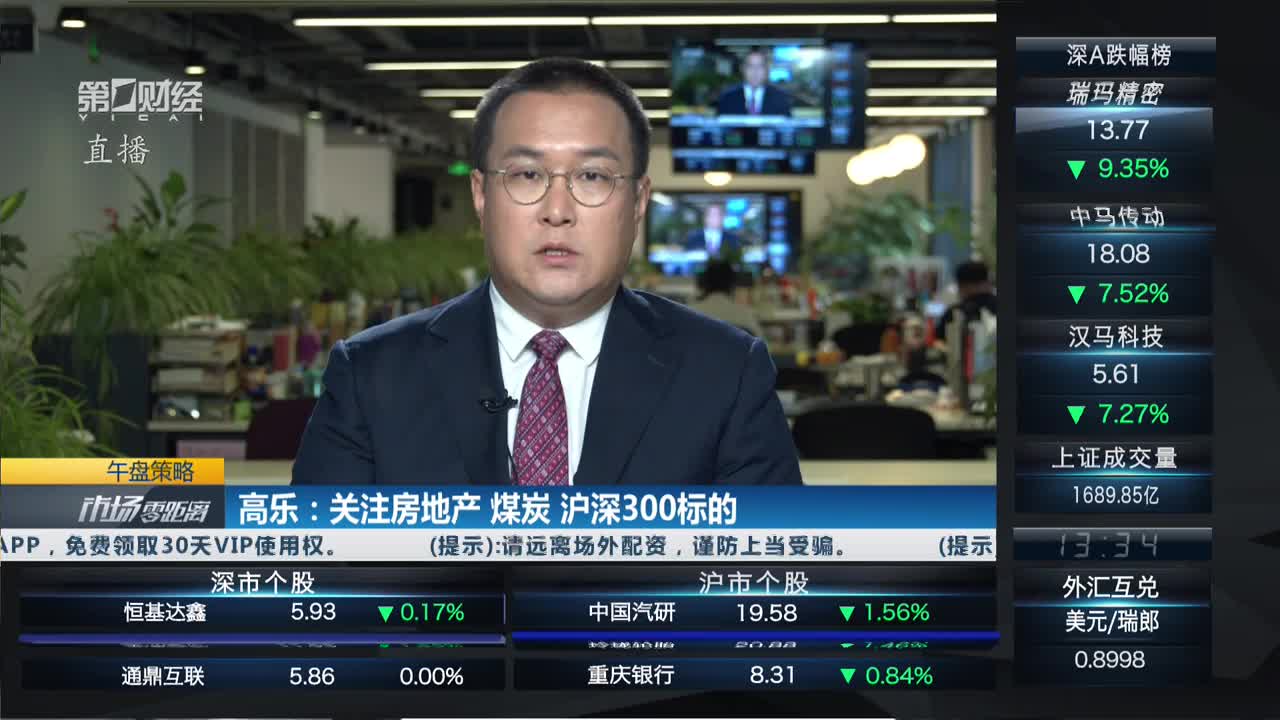 第一财经
YICAI
直播
午盘策略
市场零距离
高乐：关注房地产 煤炭 沪深300标的
APP，免费领取30天VIP使用权。 (提示):请远离场外配资，谨防上当受骗。 (提示
深市个股
恒基达鑫 5.93 ▼0.17%
通鼎互联 5.86 0.00%
沪市个股
中国汽研 19.58 ▼1.56%
重庆银行 8.31 ▼0.84%
深A跌幅榜
瑞玛精密
13.77
▼ 9.35%
中马传动
18.08
▼ 7.52%
汉马科技
5.61
▼ 7.27%
上证成交量
1689.85亿
13:34
外汇互兑
美元/瑞郎
0.8998